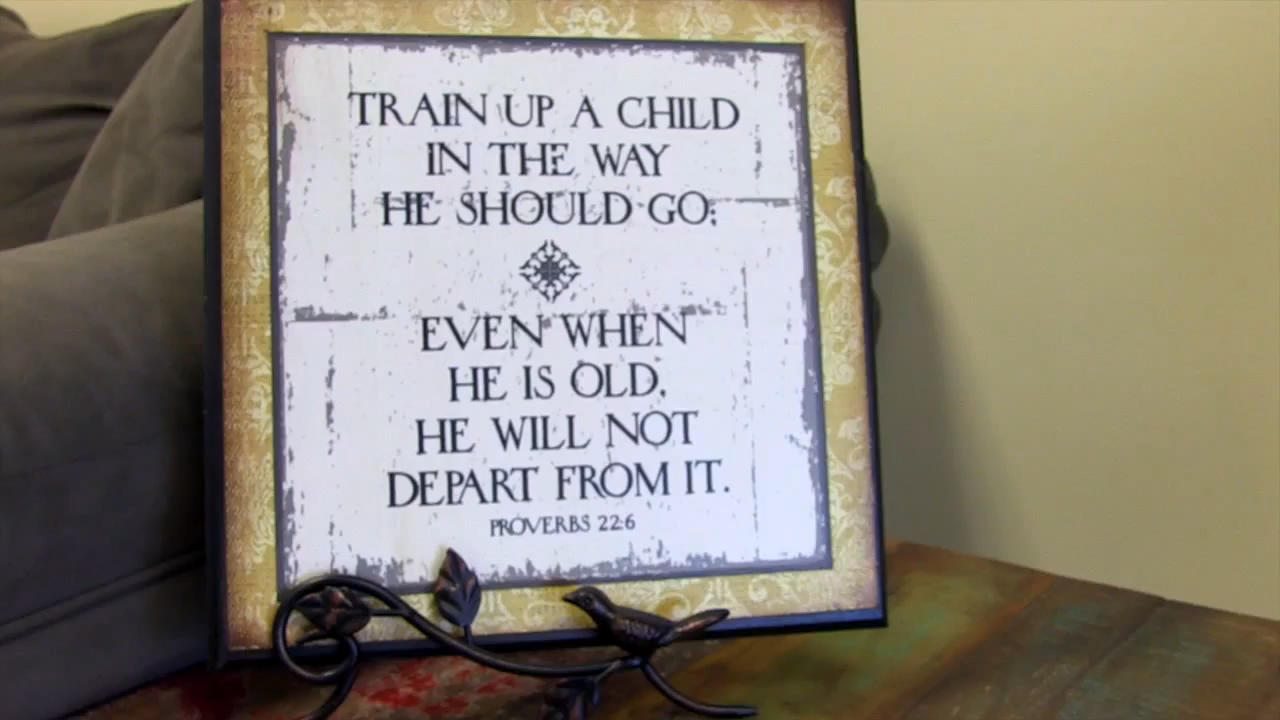 TRAIN UP A CHILD
IN THE WAY
HE SHOULD GO;
EVEN WHEN
HE IS OLD,
HE WILL NOT
DEPART FROM IT.
PROVERBS 22:6